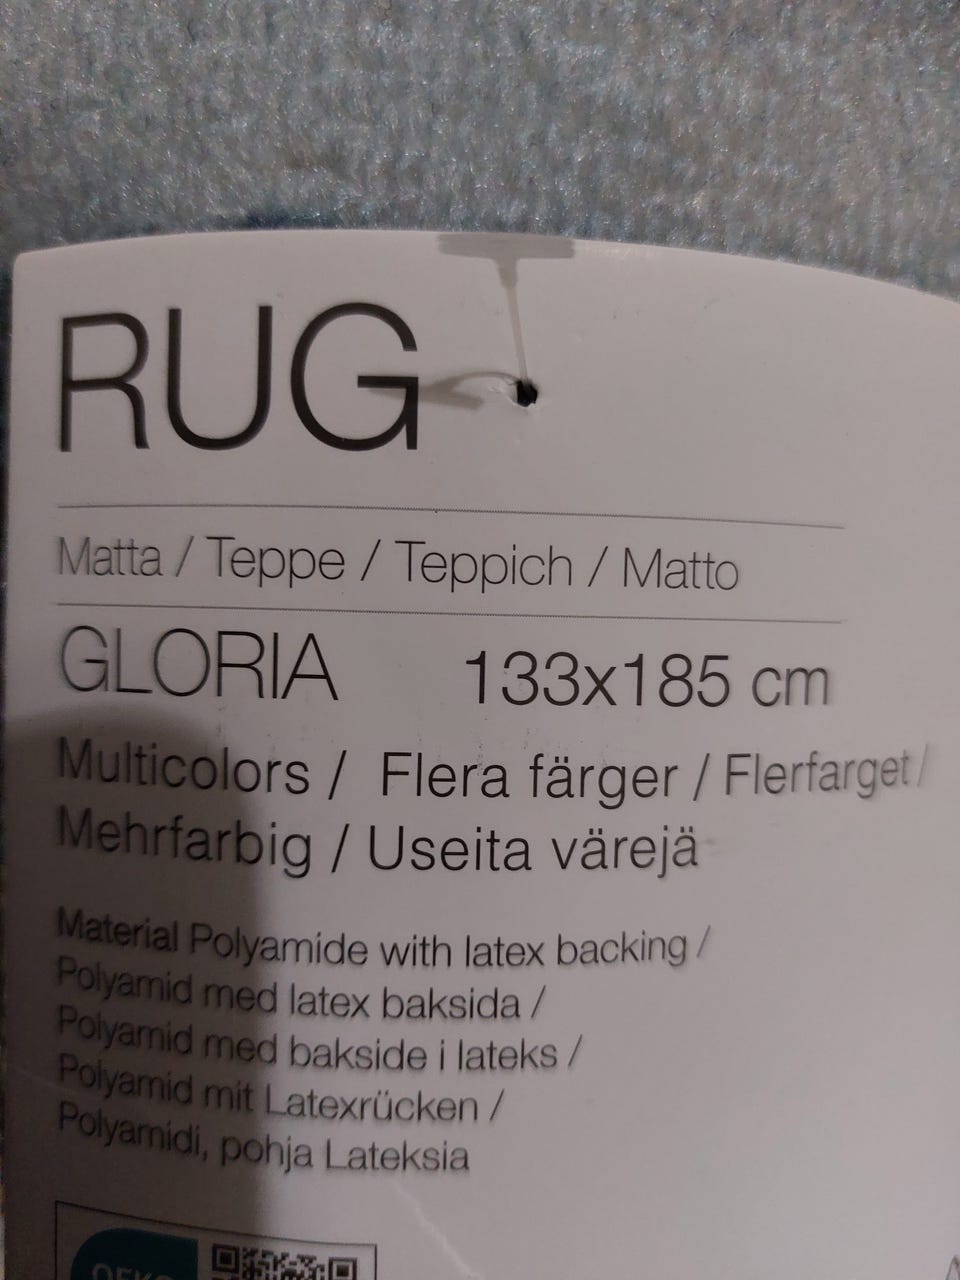 RUG
Matta / Teppe / Teppich / Matto
GLORIA 133x185 cm
Multicolors / Flera färger / Flerfarget /
Mehrfarbig / Useita värejä
Material Polyamide with latex backing /
Polyamid med latex baksida /
Polyamid med bakside i lateks /
Polyamid mit Latexrücken /
Polyamidi, pohja Lateksia